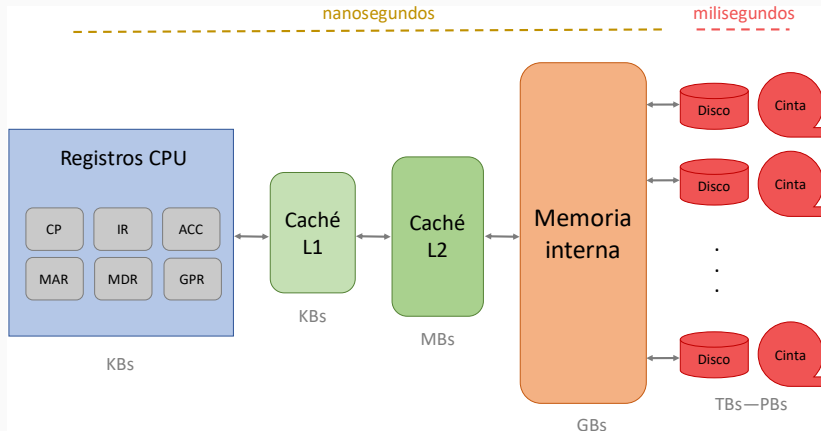 nanosegundos
milisegundos
Registros CPU
CP
IR
ACC
MAR
MDR
GPR
KBs
Caché
L1
KBs
Caché
L2
MBs
Memoria
interna
GBs
Disco
Cinta
Disco
Cinta
.
.
.
Disco
Cinta
TBs—PBs